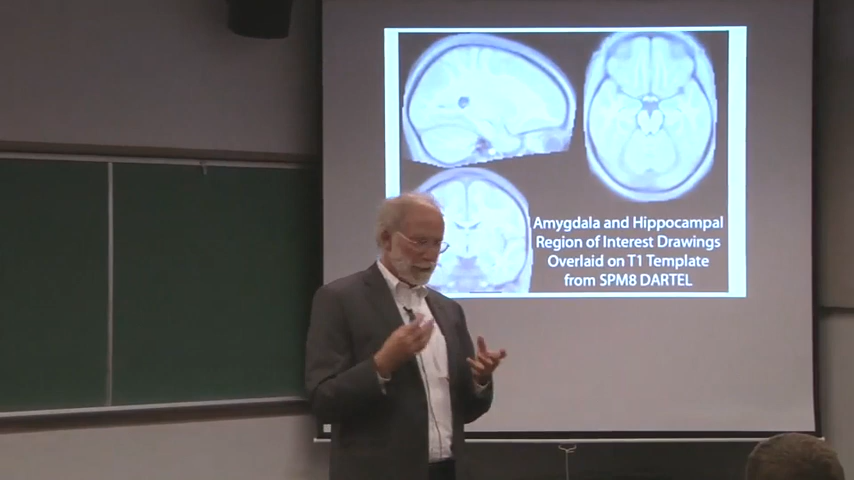 Amygdala and Hippocampal
Region of Interest Drawings
Overlaid on T1 Template
from SPM8 DARTEL